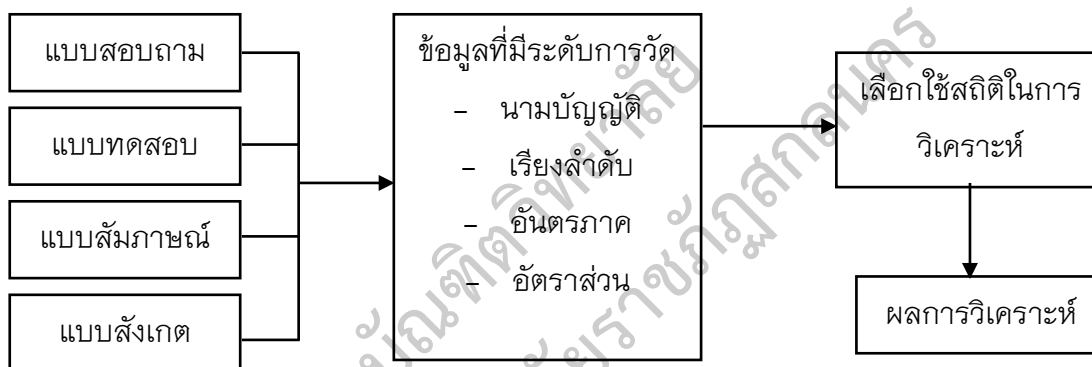 แบบสอบถาม
แบบทดสอบ
แบบสัมภาษณ์
แบบสังเกต
ข้อมูลที่มีระดับการวัด
– นามบัญญัติ
– เรียงลำดับ
– อันตรภาค
– อัตราส่วน
เลือกใช้สถิติในการ
วิเคราะห์
ผลการวิเคราะห์